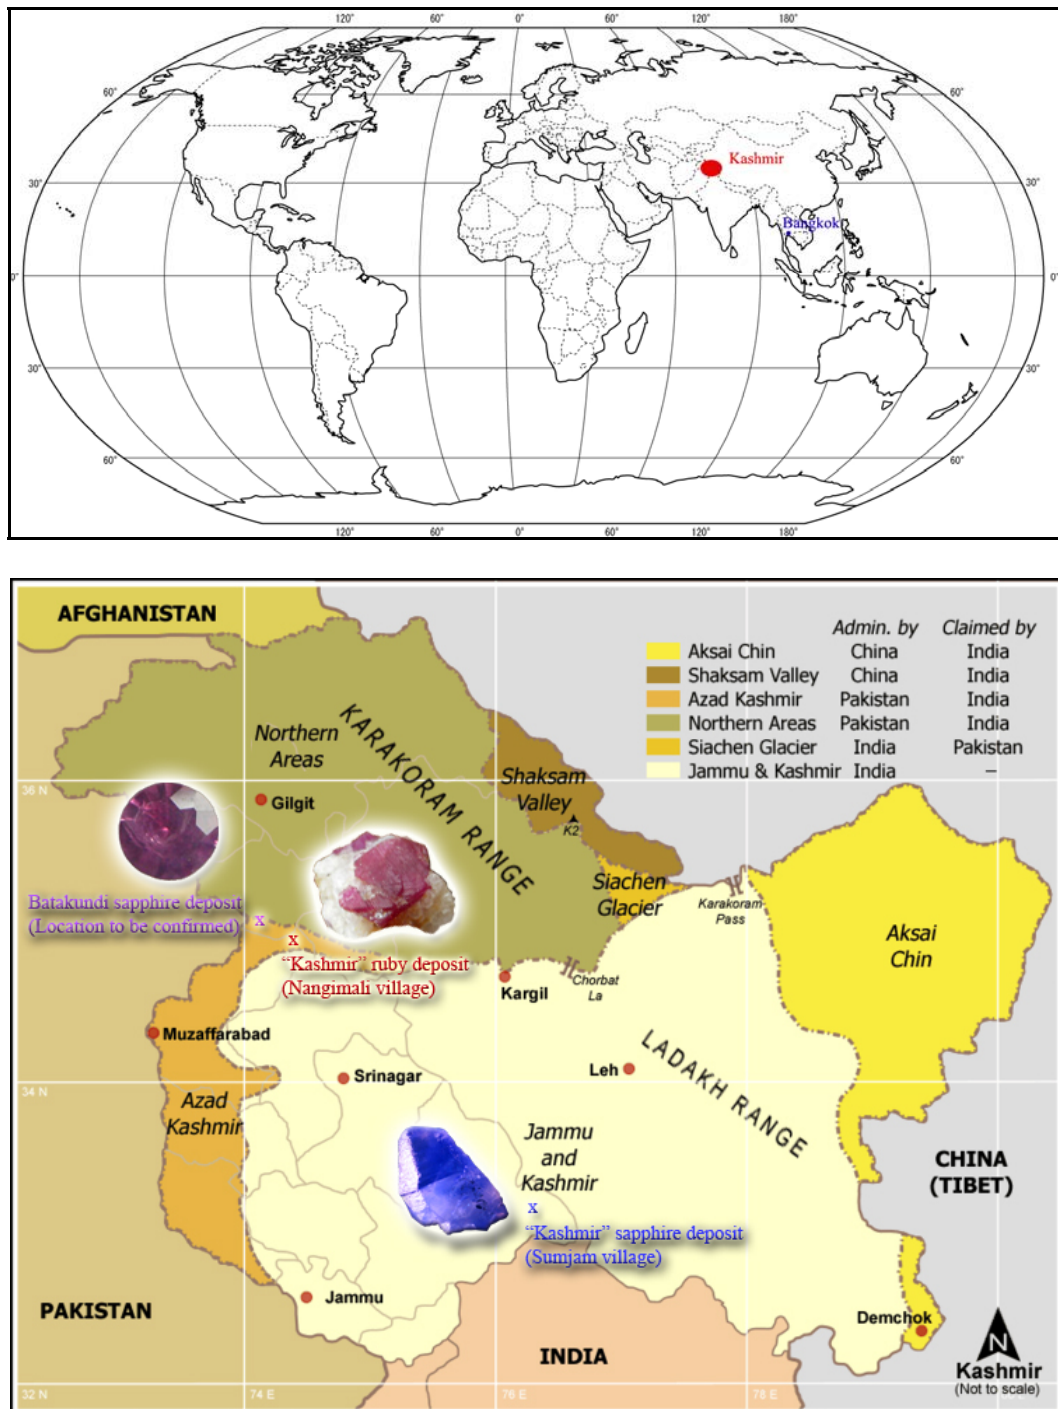 120° 60° 0° 60° 120° 180°
60° 60°
Kashmir
30° 30°
Bangkok
0° 0°
30° 30°
60° 60°
120° 60° 0° 60° 120° 180°
AFGHANISTAN
Admin. by Claimed by
Aksai Chin China India
Shaksam Valley China India
Azad Kashmir Pakistan India
Northern Areas Pakistan India
Siachen Glacier India Pakistan
Jammu & Kashmir India –
KARAKORAM RANGE
Northern
Areas
Shaksam
Valley
36 N
Gilgit
K2
Siachen
Glacier
Karakoram
Pass
Batakundi sapphire deposit
(Location to be confirmed)
x
x
"Kashmir" ruby deposit
(Nangimali village)
Aksai
Chin
Kargil
Chorbat
La
Muzaffarabad
Srinagar
Leh
LADAKH RANGE
34 N
Azad
Kashmir
Jammu
and
Kashmir
CHINA
(TIBET)
x
"Kashmir" sapphire deposit
(Sumjam village)
PAKISTAN
Jammu
Demchok
INDIA
N
Kashmir
(Not to scale)
32 N 74 E 76 E 78 E